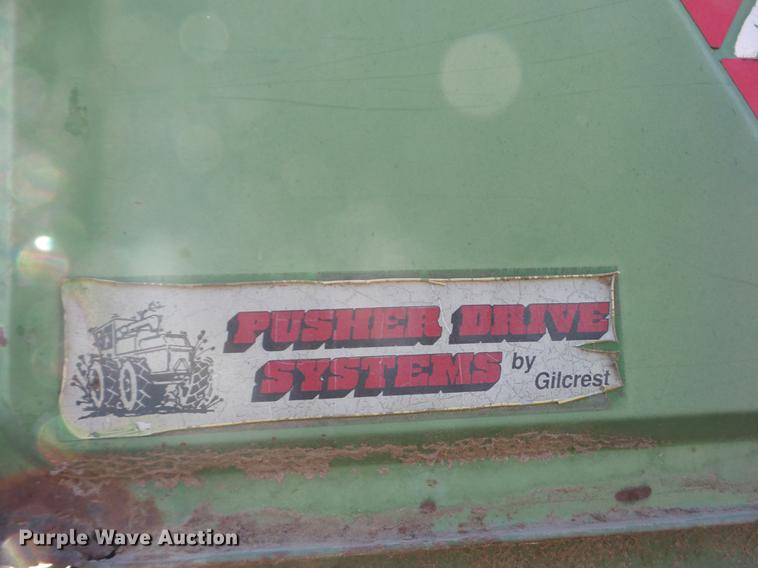 PUSHER DRIVE
SYSTEMS by
Gilcrest
Purple Wave Auction